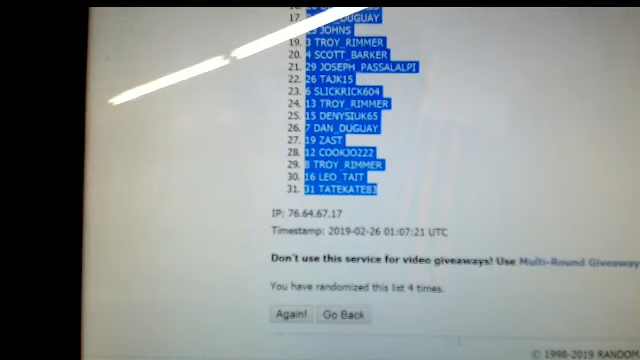 17. DUGUAY
JOHNS
19. 3 TROY_RIMMER
20. 4 SCOTT_BARKER
21. 29 JOSEPH_PASSALALPI
22. 26 TAJK15
23. 6 SLICKRICK604
24. 13 TROY_RIMMER
25. 15 DENYSIUK65
26. 7 DAN_DUGUAY
27. 19 ZAST
28. 12 COOKJO222
29. 8 TROY_RIMMER
30. 16 LEO_TAIT
31. 31 TATEKATE83
IP: 76.64.67.17
Timestamp: 2019-02-26 01:07:21 UTC
Don't use this service for video giveaways! Use Multi-Round Giveaway
You have randomized this list 4 times.
Again! Go Back
© 1998-2019 RANDOM